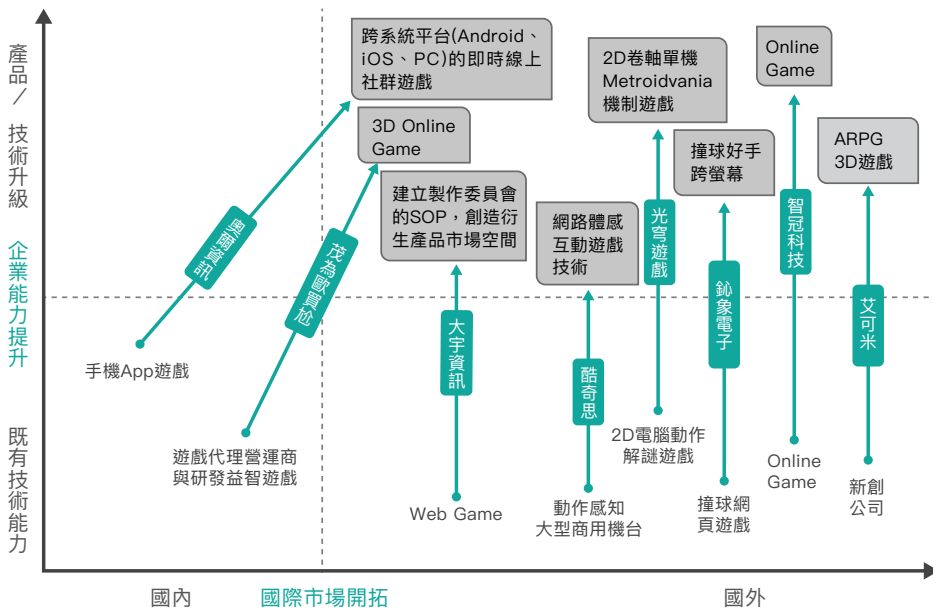 產品／技術升級
企業能力提升
既有技術能力
跨系統平台(Android、
iOS、PC)的即時線上
社群遊戲
奧爾資訊
手機App遊戲
3D Online
Game
茂為歐買尬
遊戲代理營運商
與研發益智遊戲
建立製作委員會
的SOP，創造衍
生產品市場空間
大宇資訊
Web Game
網路體感
互動遊戲
技術
酷奇思
動作感知
大型商用機台
2D卷軸單機
Metroidvania
機制遊戲
光穹遊戲
2D電腦動作
解謎遊戲
撞球好手
跨螢幕
鈊象電子
撞球網
頁遊戲
Online
Game
智冠科技
Online
Game
ARPG
3D遊戲
艾可米
新創
公司
國內
國際市場開拓
國外